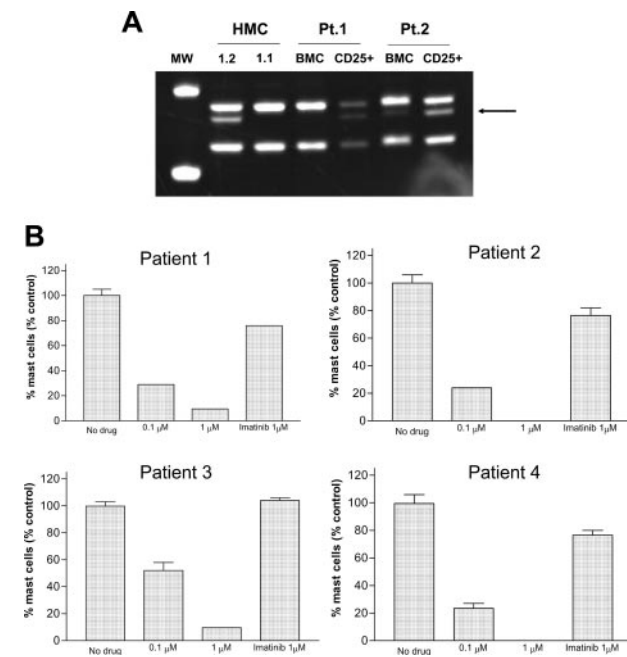 A
HMC Pt.1 Pt.2
MW 1.2 1.1 BMC CD25+ BMC CD25+
B
Patient 1
% mast cells (% control)
120
100
80
60
40
20
0
No drug 0.1 µM 1 µM Imatinib 1µM
Patient 2
% mast cells (% control)
120
100
80
60
40
20
0
No drug 0.1 µM 1 µM Imatinib 1µM
Patient 3
% mast cells (% control)
120
100
80
60
40
20
0
No drug 0.1 µM 1 µM Imatinib 1µM
Patient 4
% mast cells (% control)
120
100
80
60
40
20
0
No drug 0.1 µM 1 µM Imatinib 1µM